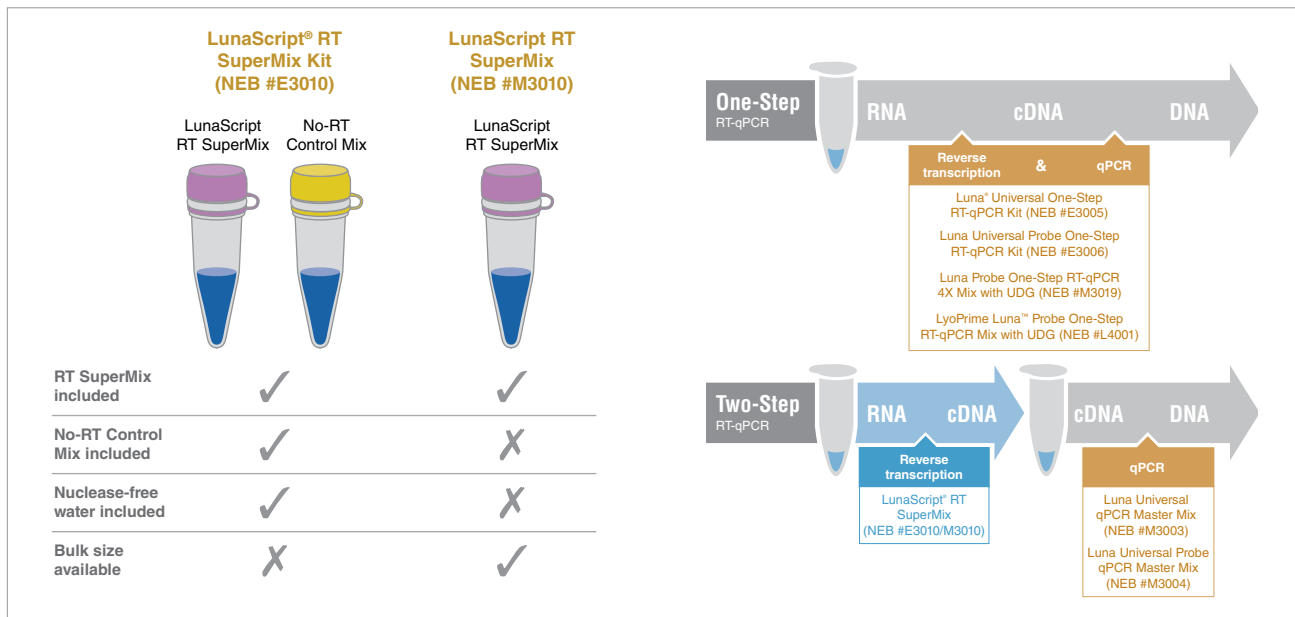 LunaScript® RT
SuperMix Kit
(NEB #E3010)
LunaScript RT
SuperMix
(NEB #M3010)
LunaScript
RT SuperMix
No-RT
Control Mix
LunaScript
RT SuperMix
RT SuperMix
included
✓
✓
No-RT Control
Mix included
✓
✗
Nuclease-free
water included
✓
✗
Bulk size
available
✗
✓
One-Step
RT-qPCR
RNA
cDNA
DNA
Reverse
transcription
&
qPCR
Luna® Universal One-Step
RT-qPCR Kit (NEB #E3005)
Luna Universal Probe One-Step
RT-qPCR Kit (NEB #E3006)
Luna Probe One-Step RT-qPCR
4X Mix with UDG (NEB #M3019)
LyoPrime Luna™ Probe One-Step
RT-qPCR Mix with UDG (NEB #L4001)
Two-Step
RT-qPCR
RNA
cDNA
cDNA
DNA
Reverse
transcription
LunaScript® RT
SuperMix
(NEB #E3010/M3010)
qPCR
Luna Universal
qPCR Master Mix
(NEB #M3003)
Luna Universal Probe
qPCR Master Mix
(NEB #M3004)